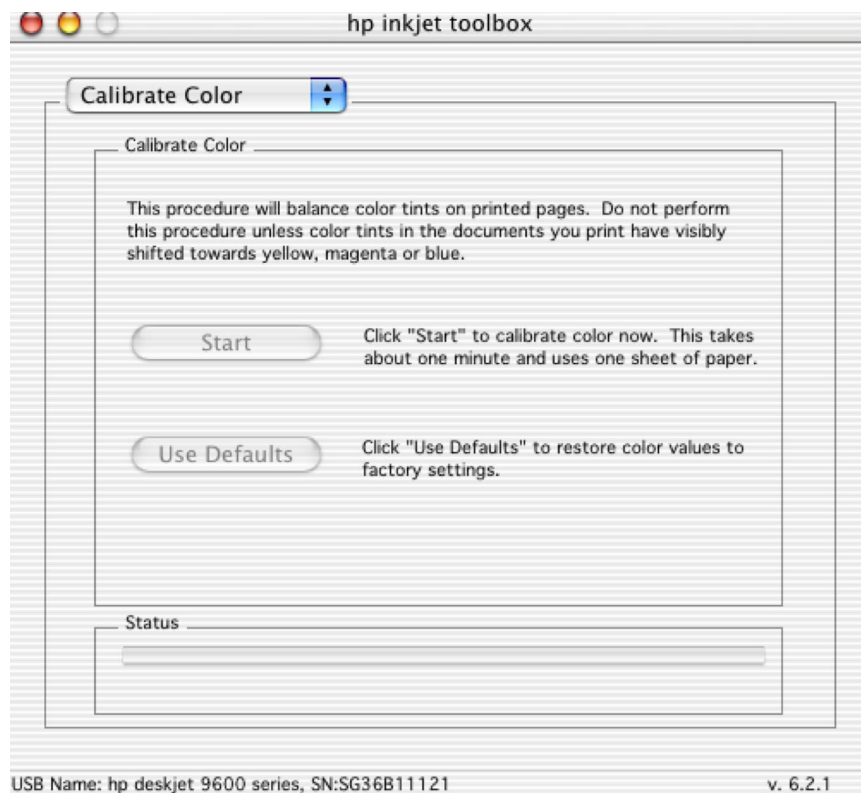 hp inkjet toolbox
Calibrate Color
Calibrate Color
This procedure will balance color tints on printed pages.  Do not perform
this procedure unless color tints in the documents you print have visibly
shifted towards yellow, magenta or blue.
Start
Click "Start" to calibrate color now.  This takes
about one minute and uses one sheet of paper.
Use Defaults
Click "Use Defaults" to restore color values to
factory settings.
Status
USB Name: hp deskjet 9600 series, SN:SG36B11121
v. 6.2.1